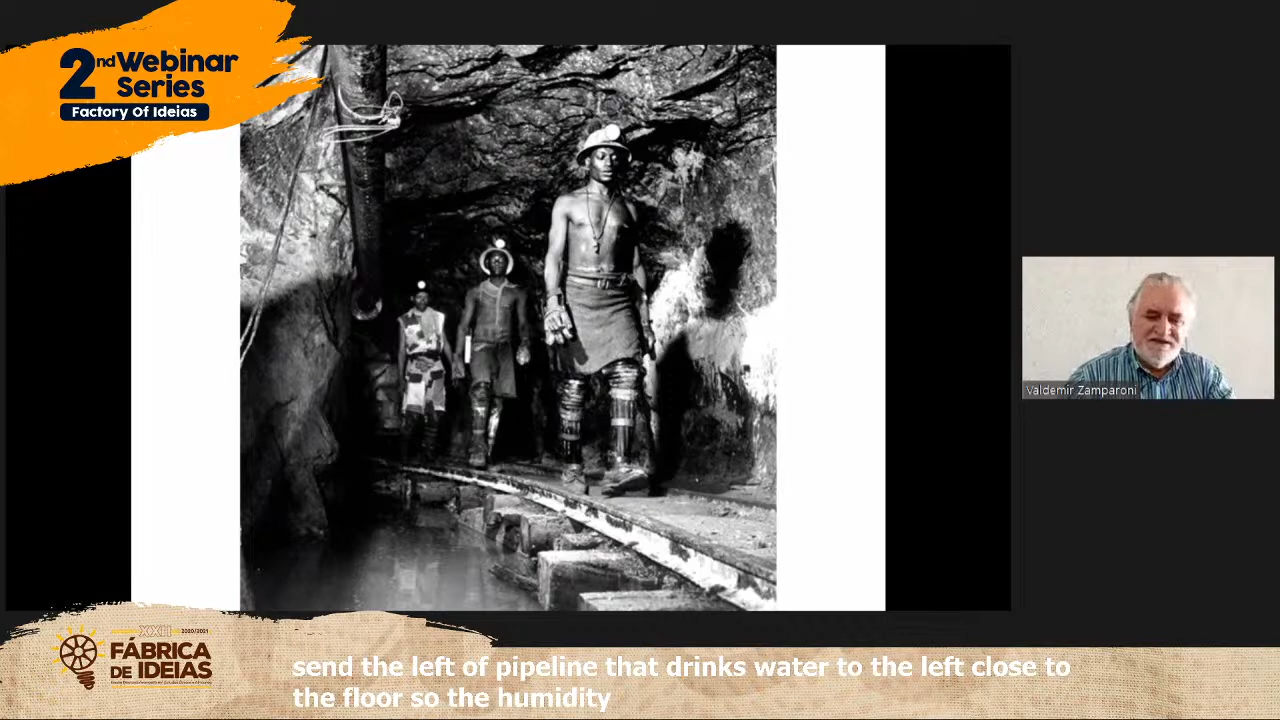 2nd Webinar
Series
Factory Of Ideias
Valdemir Zamparoni
XXII 2020/2021
FÁBRICA
DE IDEIAS
send the left of pipeline that drinks water to the left close to
the floor so the humidity